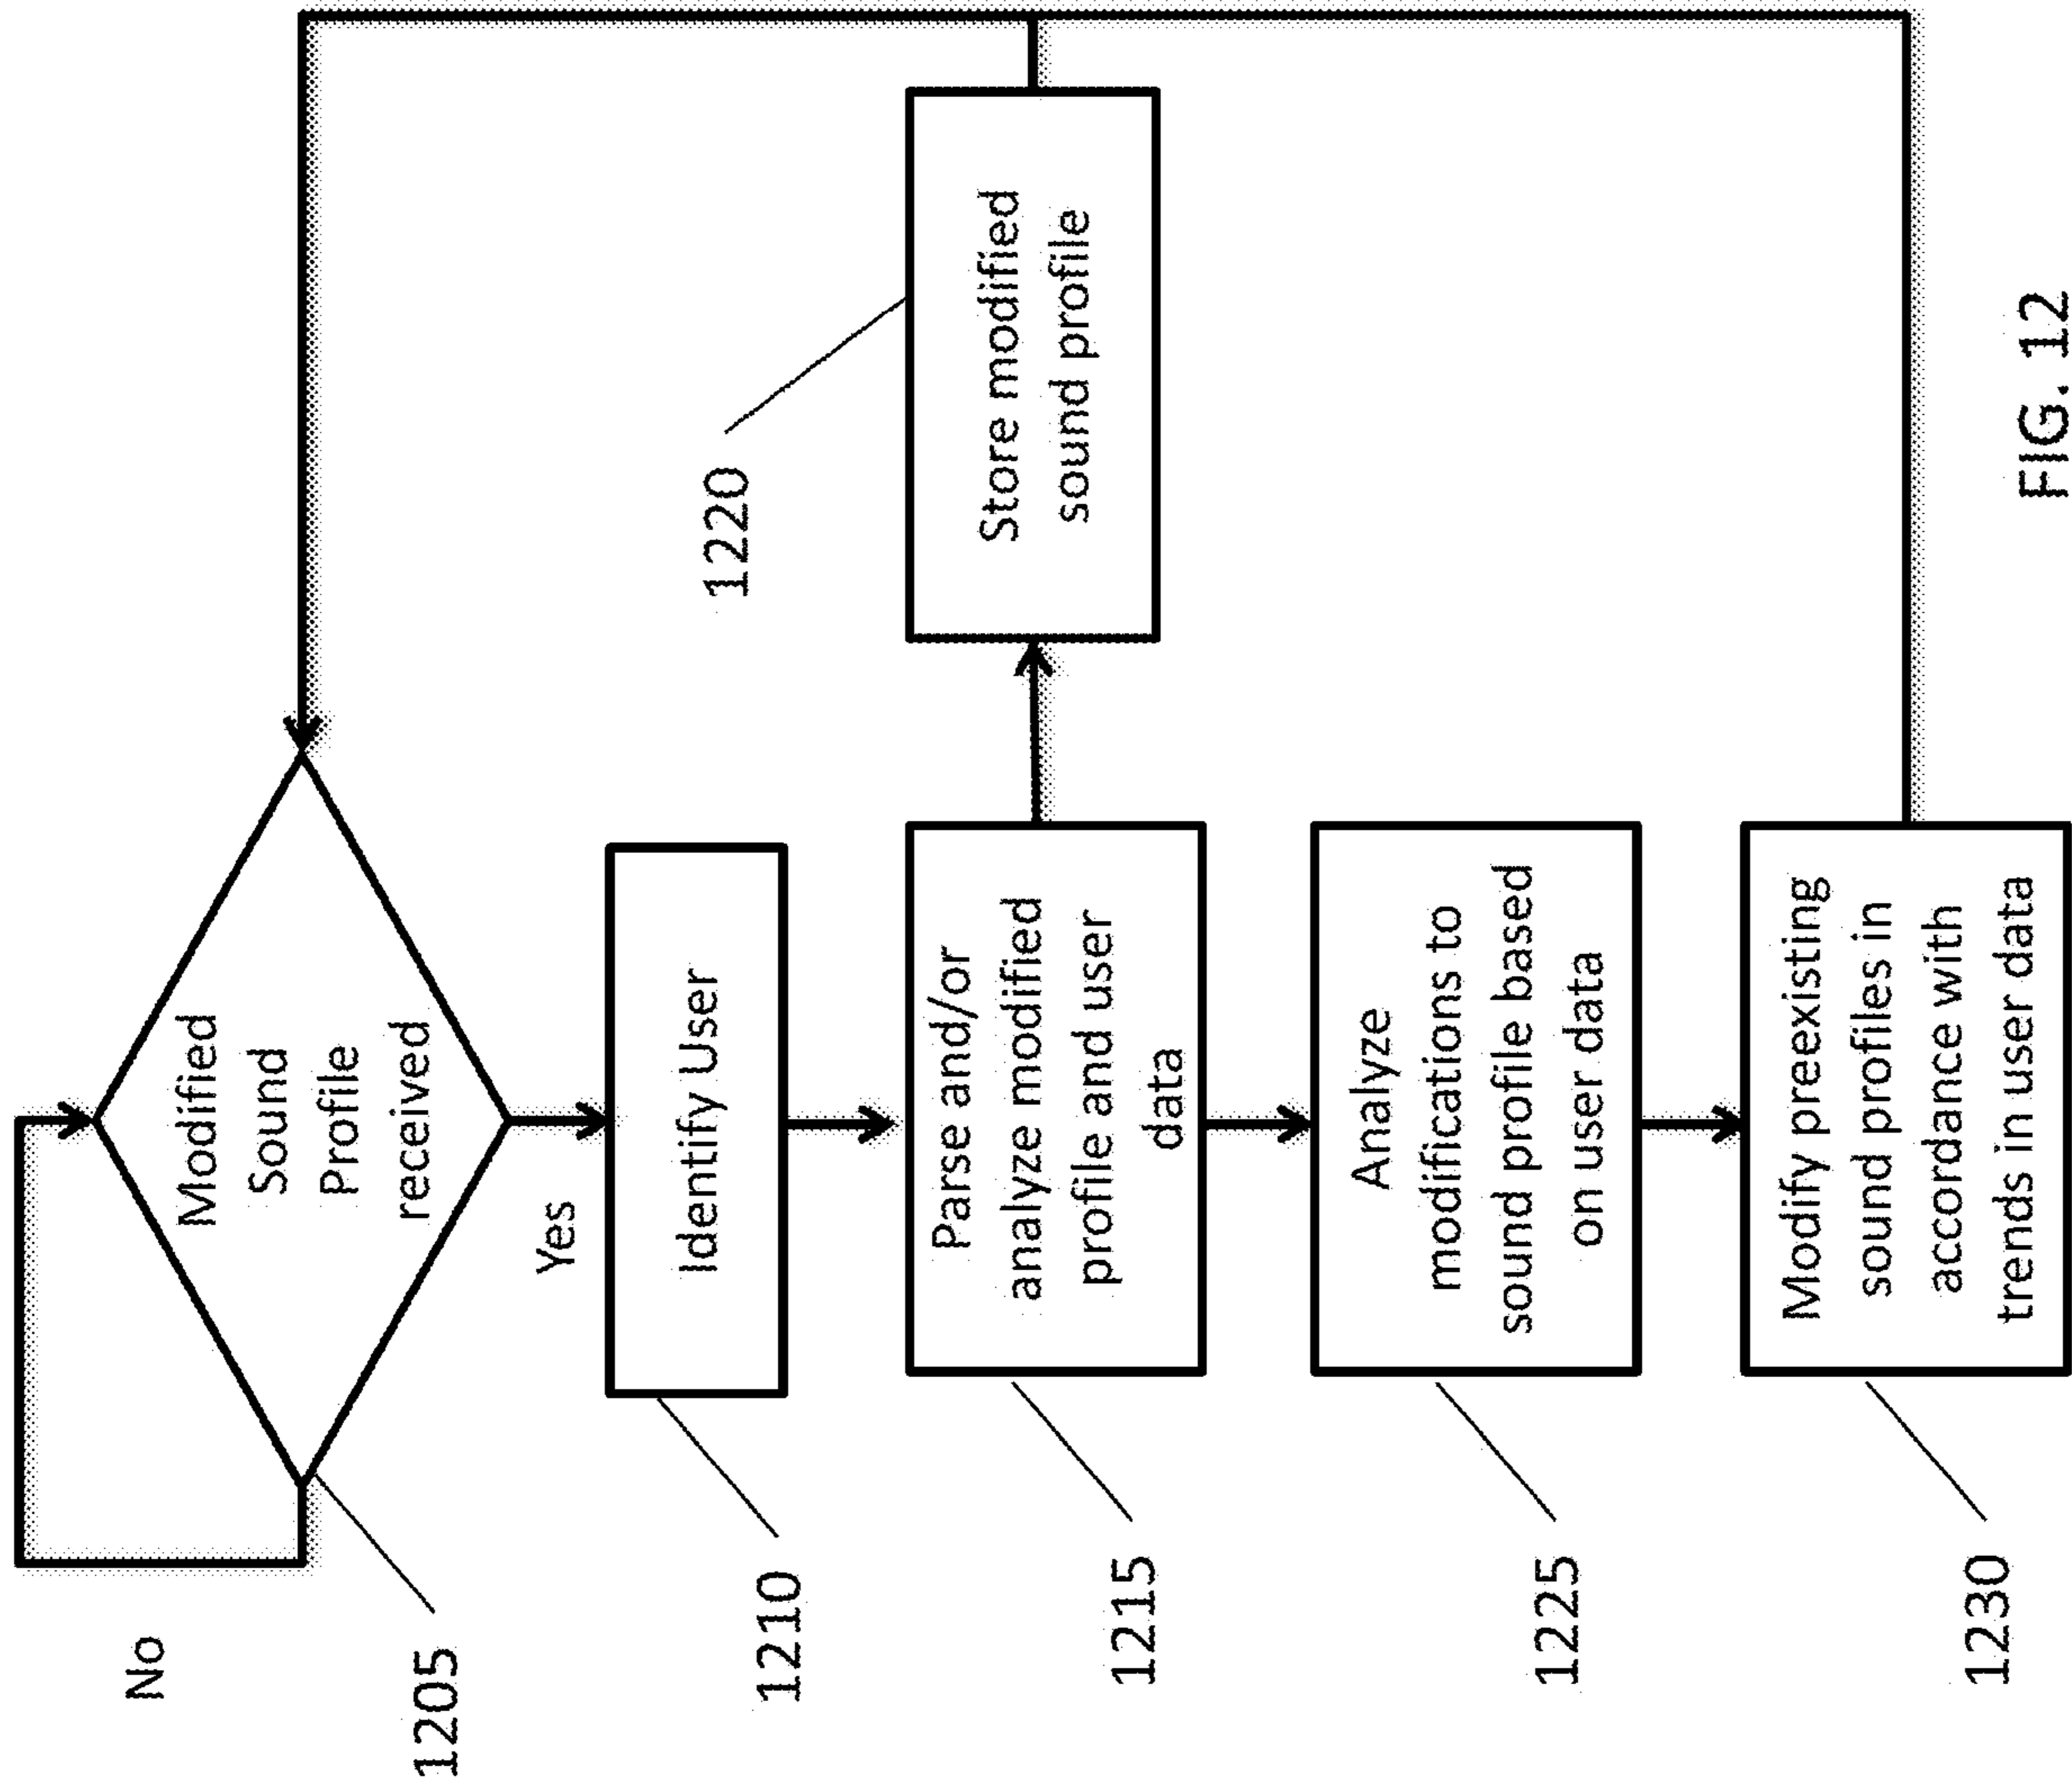 No
1205
Modified
Sound
Profile
received
Yes
1210
Identify User
1215
Parse and/or
analyze modified
profile and user
data
1220
Store modified
sound profile
1225
Analyze
modifications to
sound profile based
on user data
1230
Modify preexisting
sound profiles in
accordance with
trends in user data
FIG. 12